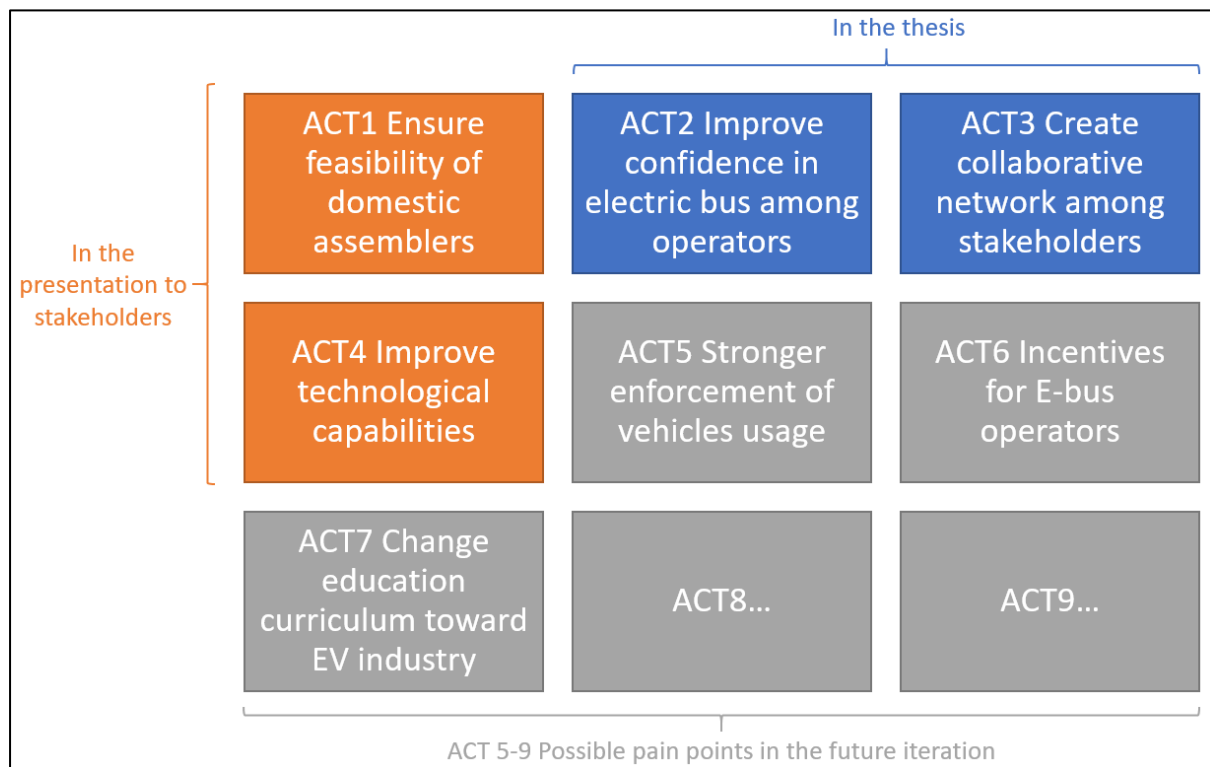 In the thesis
ACT1 Ensure
feasibility of
domestic
assemblers
ACT2 Improve
confidence in
electric bus among
operators
ACT3 Create
collaborative
network among
stakeholders
In the
presentation to
stakeholders
ACT4 Improve
technological
capabilities
ACT5 Stronger
enforcement of
vehicles usage
ACT6 Incentives
for E-bus
operators
ACT7 Change
education
curriculum toward
EV industry
ACT8...
ACT9...
ACT 5-9 Possible pain points in the future iteration